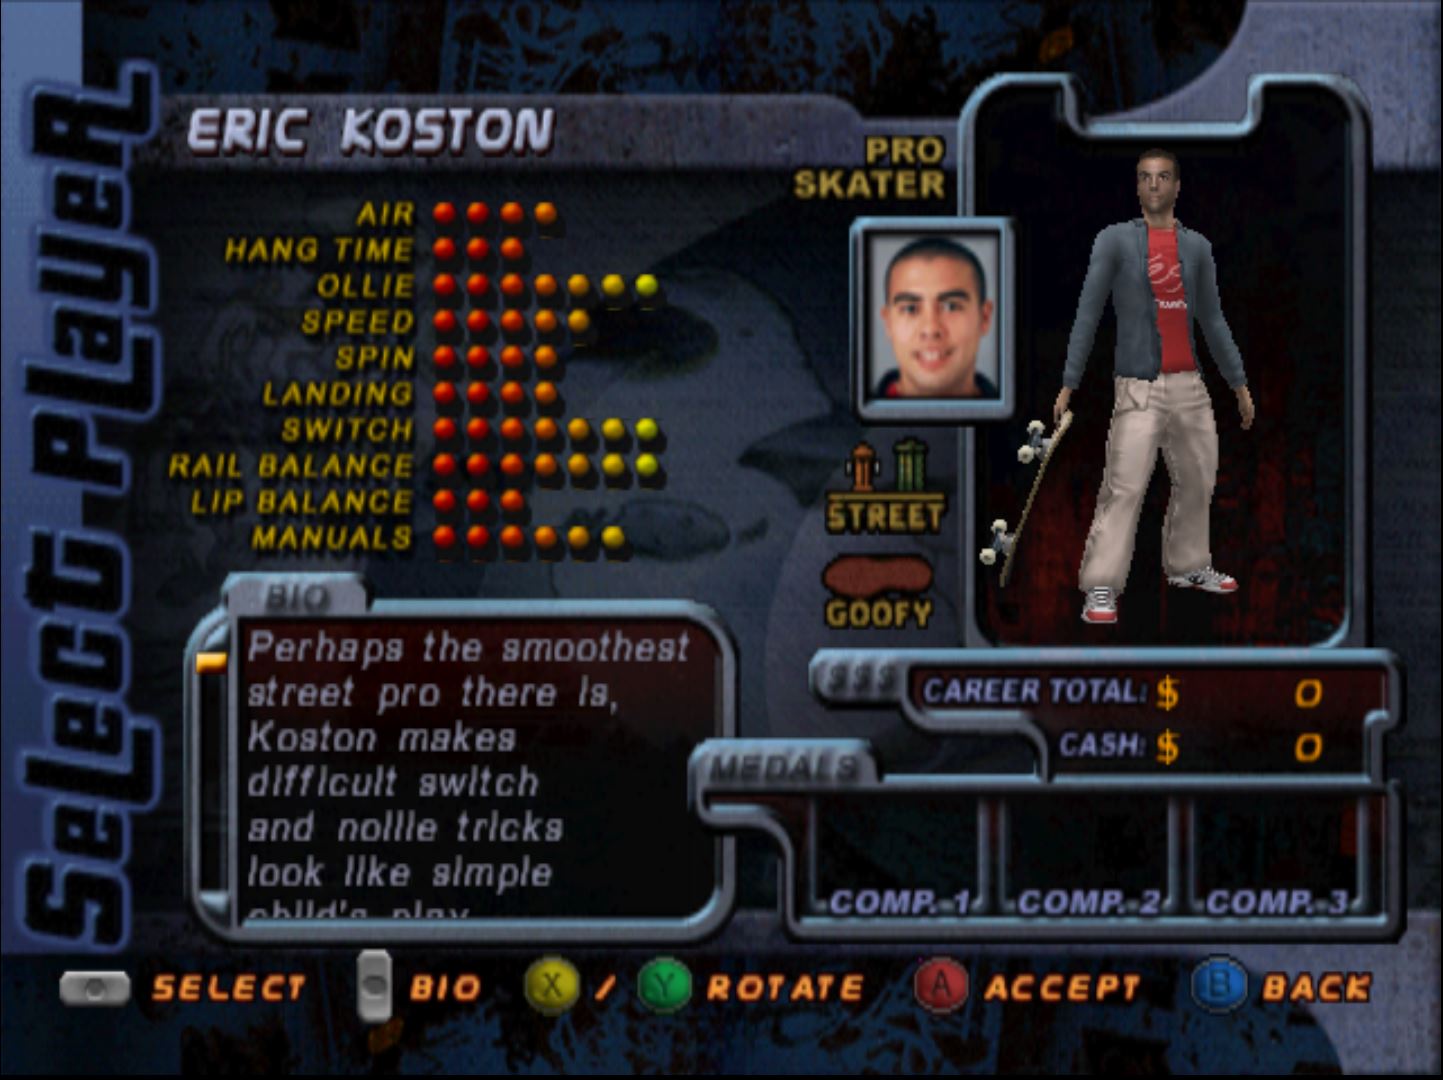 Select Player
ERIC KOSTON
PRO
SKATER
AIR
HANG TIME
OLLIE
SPEED
SPIN
LANDING
SWITCH
RAIL BALANCE
LIP BALANCE
MANUALS
STREET
GOOFY
BIO
Perhaps the smoothest
street pro there is,
Koston makes
difficult switch
and nollie tricks
look like simple
child's play
$$$
CAREER TOTAL: $ 0
CASH: $ 0
MEDALS
COMP. 1 COMP. 2 COMP. 3
SELECT BIO X / Y ROTATE A ACCEPT B BACK